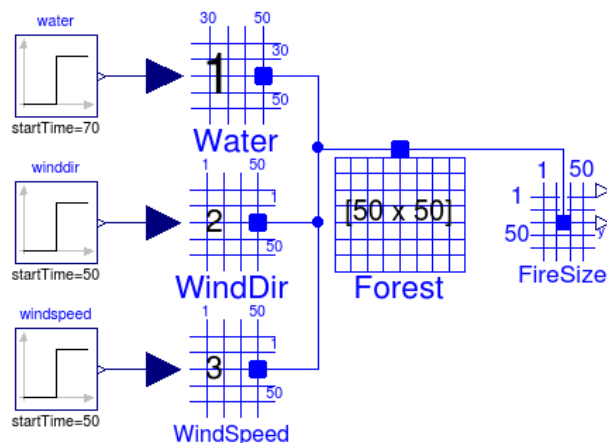 water
startTime=70
30 50
30
1
50
Water
winddir
startTime=50
1 50
1
2
50
WindDir
windspeed
startTime=50
1 50
1
3
50
WindSpeed
[50 x 50]
Forest
1 50
1
50
y
FireSize